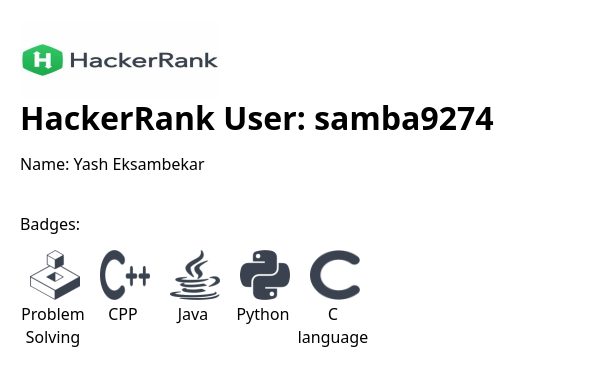 HackerRank
HackerRank User: samba9274
Name: Yash Eksambekar
Badges:
Problem Solving
CPP
Java
Python
C language